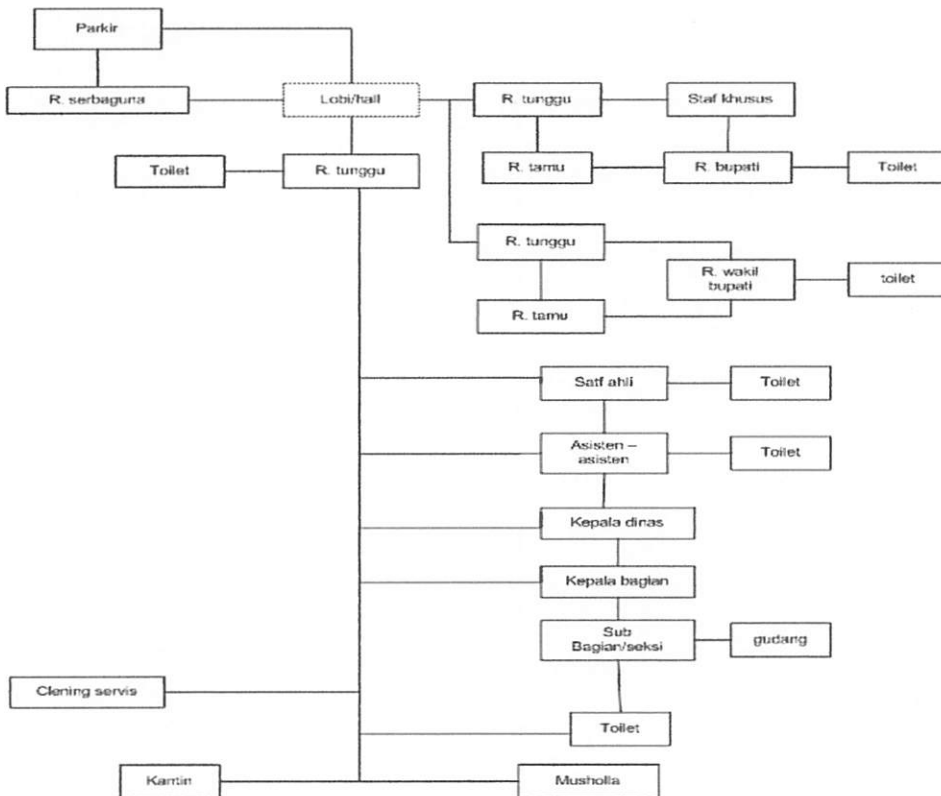 Parkir
R. serbaguna
Lobi/hall
R. tunggu
Staf khusus
Toilet
R. tunggu
R. tamu
R. bupati
Toilet
R. tunggu
R. wakil
bupati
toilet
R. tamu
Satf ahli
Toilet
Asisten –
asisten
Toilet
Kepala dinas
Kepala bagian
Sub
Bagian/seksi
gudang
Clening servis
Toilet
Kantin
Musholla